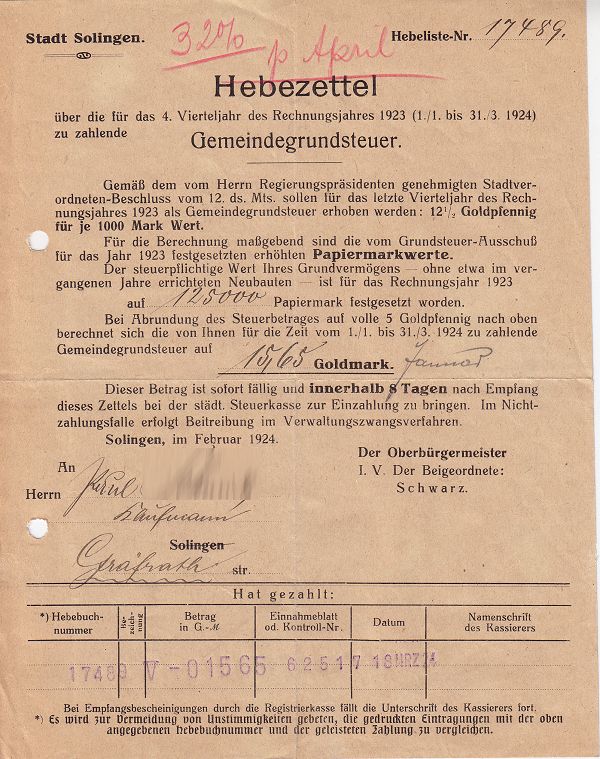 Stadt Solingen.
32% p April
Hebeliste-Nr. 17489.
Hebezettel
über die für das 4. Vierteljahr des Rechnungsjahres 1923 (1./1. bis 31./3. 1924)
zu zahlende
Gemeindegrundsteuer.
Gemäß dem vom Herrn Regierungspräsidenten genehmigten Stadtver-
ordneten-Beschluss vom 12. ds. Mts. sollen für das letzte Vierteljahr des Rech-
nungsjahres 1923 als Gemeindegrundsteuer erhoben werden: 12 1/2 Goldpfennig
für je 1000 Mark Wert.
Für die Berechnung maßgebend sind die vom Grundsteuer-Ausschuß
für das Jahr 1923 festgesetzten erhöhten Papiermarkwerte.
Der steuerpflichtige Wert Ihres Grundvermögens — ohne etwa im ver-
gangenen Jahre errichteten Neubauten — ist für das Rechnungsjahr 1923
auf 125000 Papiermark festgesetzt worden.
Bei Abrundung des Steuerbetrages auf volle 5 Goldpfennig nach oben
berechnet sich die von Ihnen für die Zeit vom 1./1. bis 31./3. 1924 zu zahlende
Gemeindegrundsteuer auf
15,65 Goldmark. Januar
Dieser Betrag ist sofort fällig und innerhalb 8 Tagen nach Empfang
dieses Zettels bei der städt. Steuerkasse zur Einzahlung zu bringen. Im Nicht-
zahlungsfalle erfolgt Beitreibung im Verwaltungszwangsverfahren.
Solingen, im Februar 1924.
Der Oberbürgermeister
I. V. Der Beigeordnete:
Schwarz.
An
Herrn Paul
Kaufmann
Solingen
Gräfrath str.
Hat gezahlt:
*) Hebebuch-
nummer
Be-
zeich-
nung
Betrag
in G.-M
Einnahmeblatt
od. Kontroll-Nr.
Datum
Namenschrift
des Kassierers
17489 V -01565 62517 18MRZ24
Bei Empfangsbescheinigungen durch die Registrierkasse fällt die Unterschrift des Kassierers fort.
*) Es wird zur Vermeidung von Unstimmigkeiten gebeten, die gedruckten Eintragungen mit der oben
angegebenen Hebebuchnummer und der geleisteten Zahlung zu vergleichen.